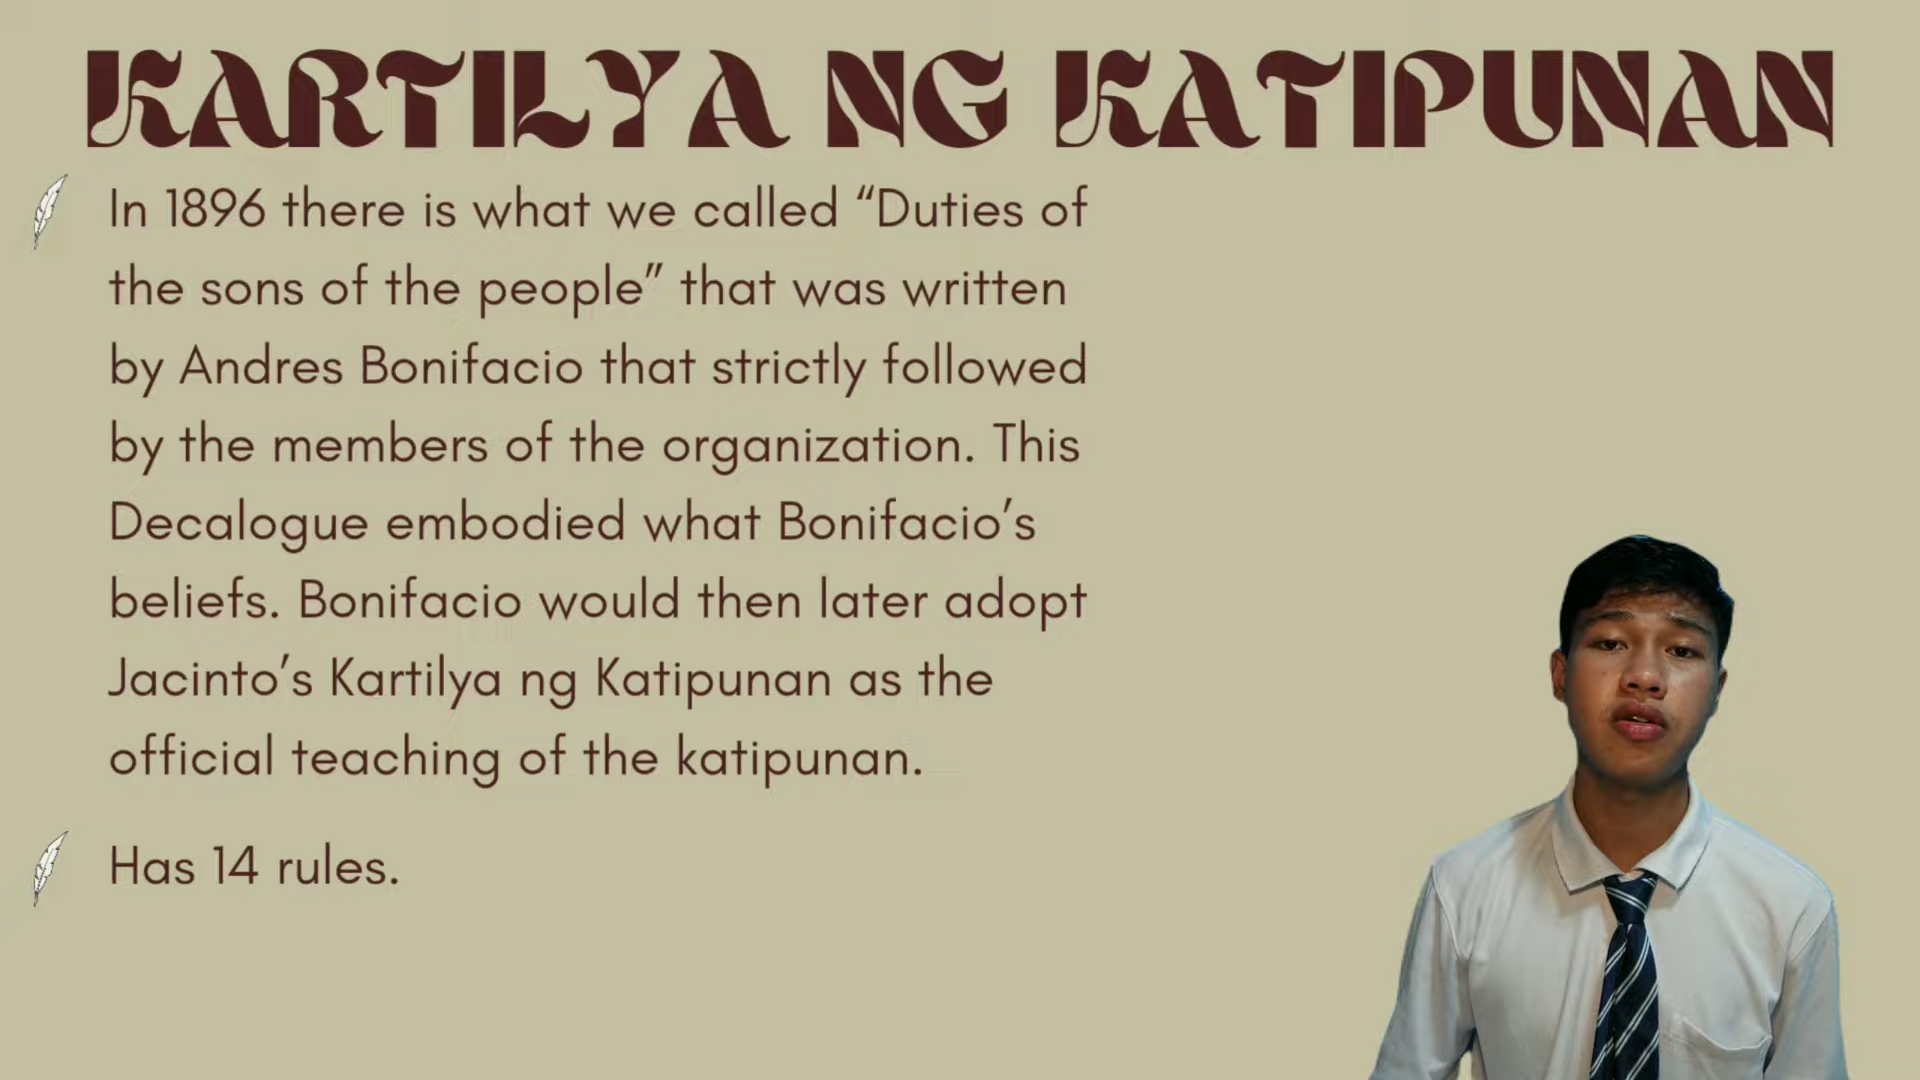 KARTILYA NG KATIPUNAN
In 1896 there is what we called “Duties of
the sons of the people” that was written
by Andres Bonifacio that strictly followed
by the members of the organization. This
Decalogue embodied what Bonifacio’s
beliefs. Bonifacio would then later adopt
Jacinto’s Kartilya ng Katipunan as the
official teaching of the katipunan.
Has 14 rules.